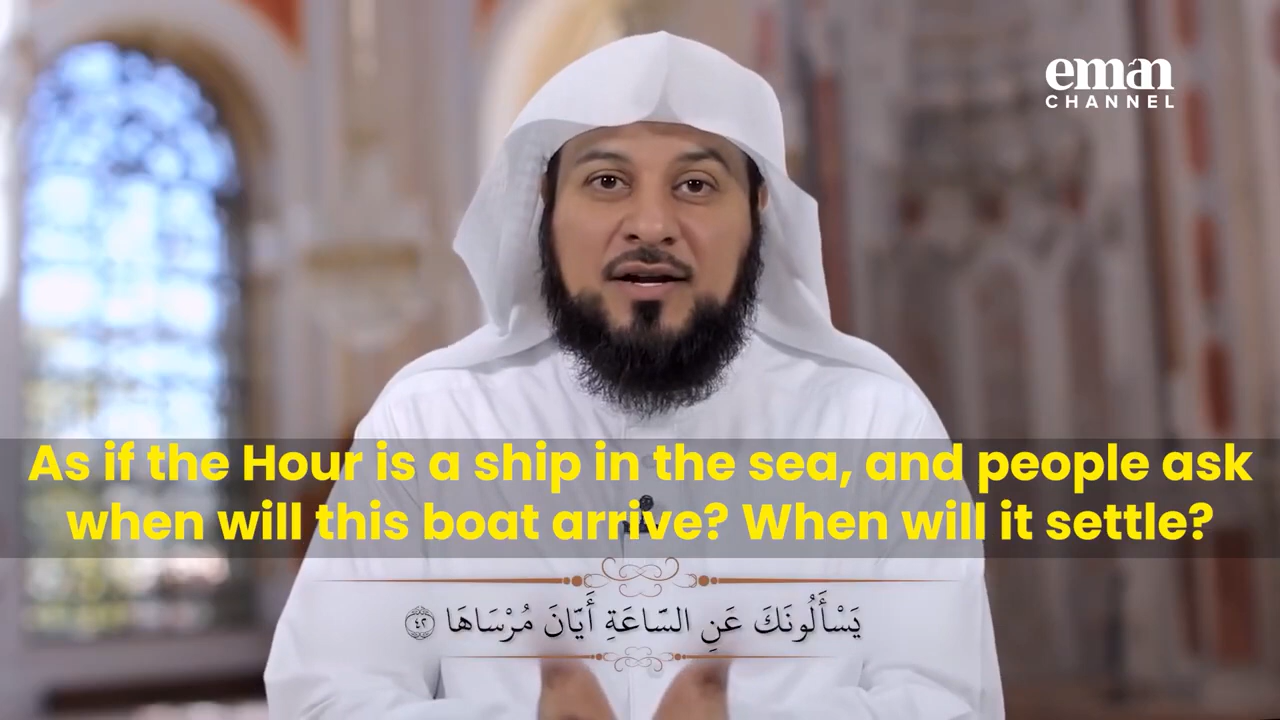 eman
CHANNEL
As if the Hour is a ship in the sea, and people ask
when will this boat arrive? When will it settle?
يَسْأَلُونَكَ عَنِ السَّاعَةِ أَيَّانَ مُرْسَاهَا ۝٤٢